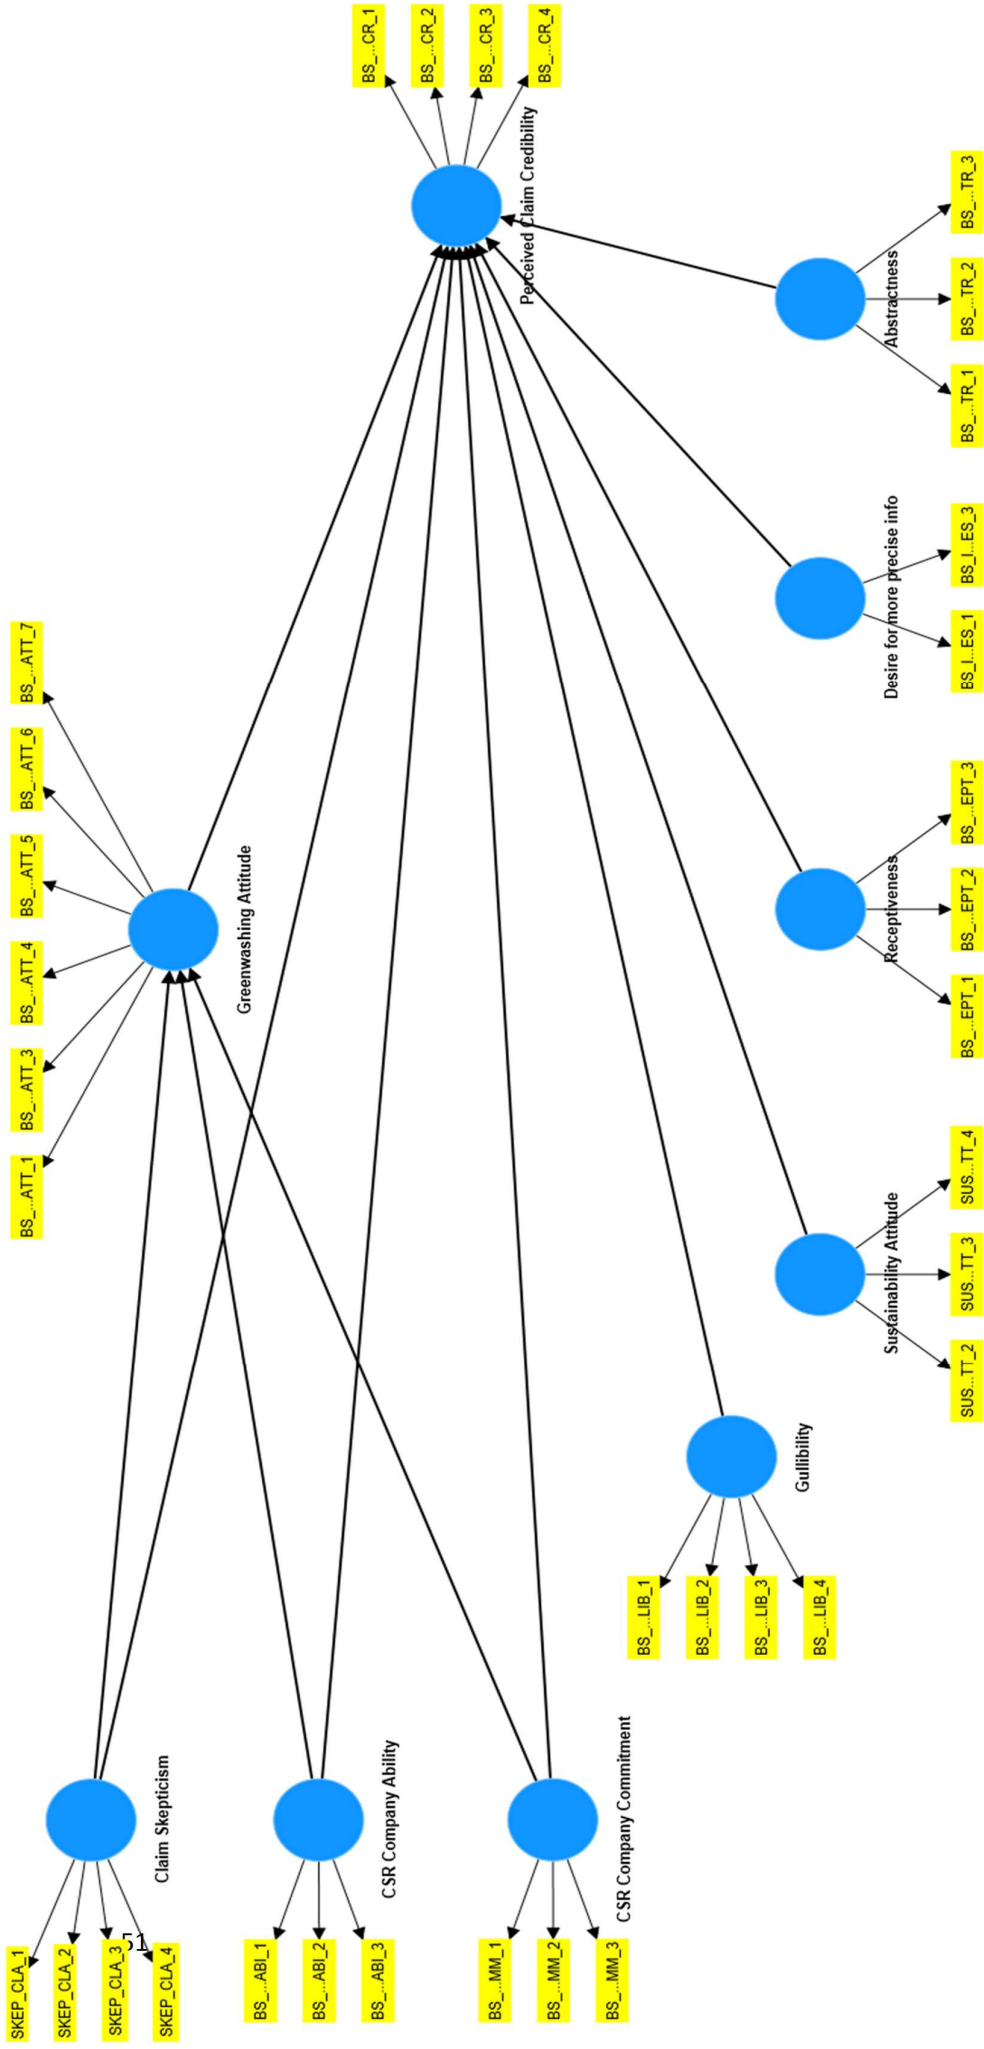 SKEP_CLA_1
SKEP_CLA_2
SKEP_CLA_3
SKEP_CLA_4
Claim Skepticism
BS_...ABI_1
BS_...ABI_2
BS_...ABI_3
CSR Company Ability
BS_...MM_1
BS_...MM_2
BS_...MM_3
CSR Company Commitment
BS_...LIB_1
BS_...LIB_2
BS_...LIB_3
BS_...LIB_4
Gullibility
BS_...ATT_1
BS_...ATT_3
BS_...ATT_4
BS_...ATT_5
BS_...ATT_6
BS_...ATT_7
Greenwashing Attitude
Sustainability Attitude
SUS...TT_2
SUS...TT_3
SUS...TT_4
Receptiveness
BS_...EPT_1
BS_...EPT_2
BS_...EPT_3
Desire for more precise info
BS_I...ES_1
BS_I...ES_3
Abstractness
BS_...TR_1
BS_...TR_2
BS_...TR_3
Perceived Claim Credibility
BS_...CR_1
BS_...CR_2
BS_...CR_3
BS_...CR_4
51